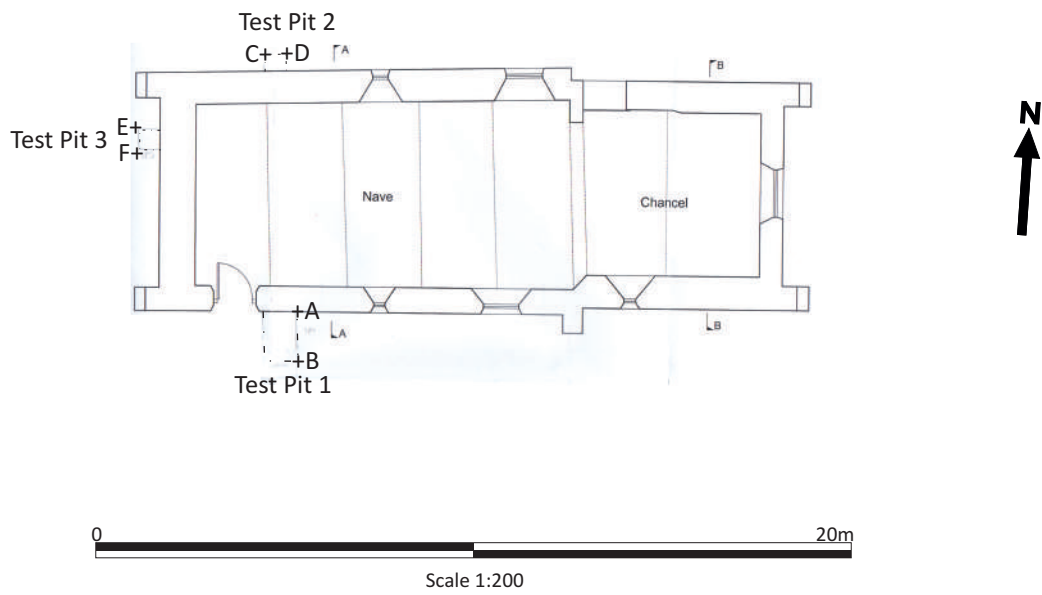 Test Pit 2
C+ +D
A
B
N
E+
Test Pit 3
F+
Nave
Chancel
+A
A
B
+B
Test Pit 1
0
20m
Scale 1:200